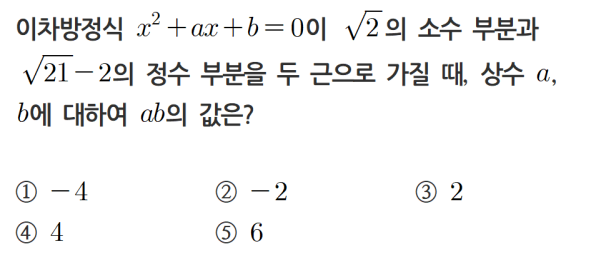 이차방정식 $x^2+ax+b=0$이 $\sqrt{2}$의 소수 부분과
$\sqrt{21}-2$의 정수 부분을 두 근으로 가질 때, 상수 $a$,
$b$에 대하여 $ab$의 값은?
① $-4$ ② $-2$ ③ $2$
④ $4$ ⑤ $6$